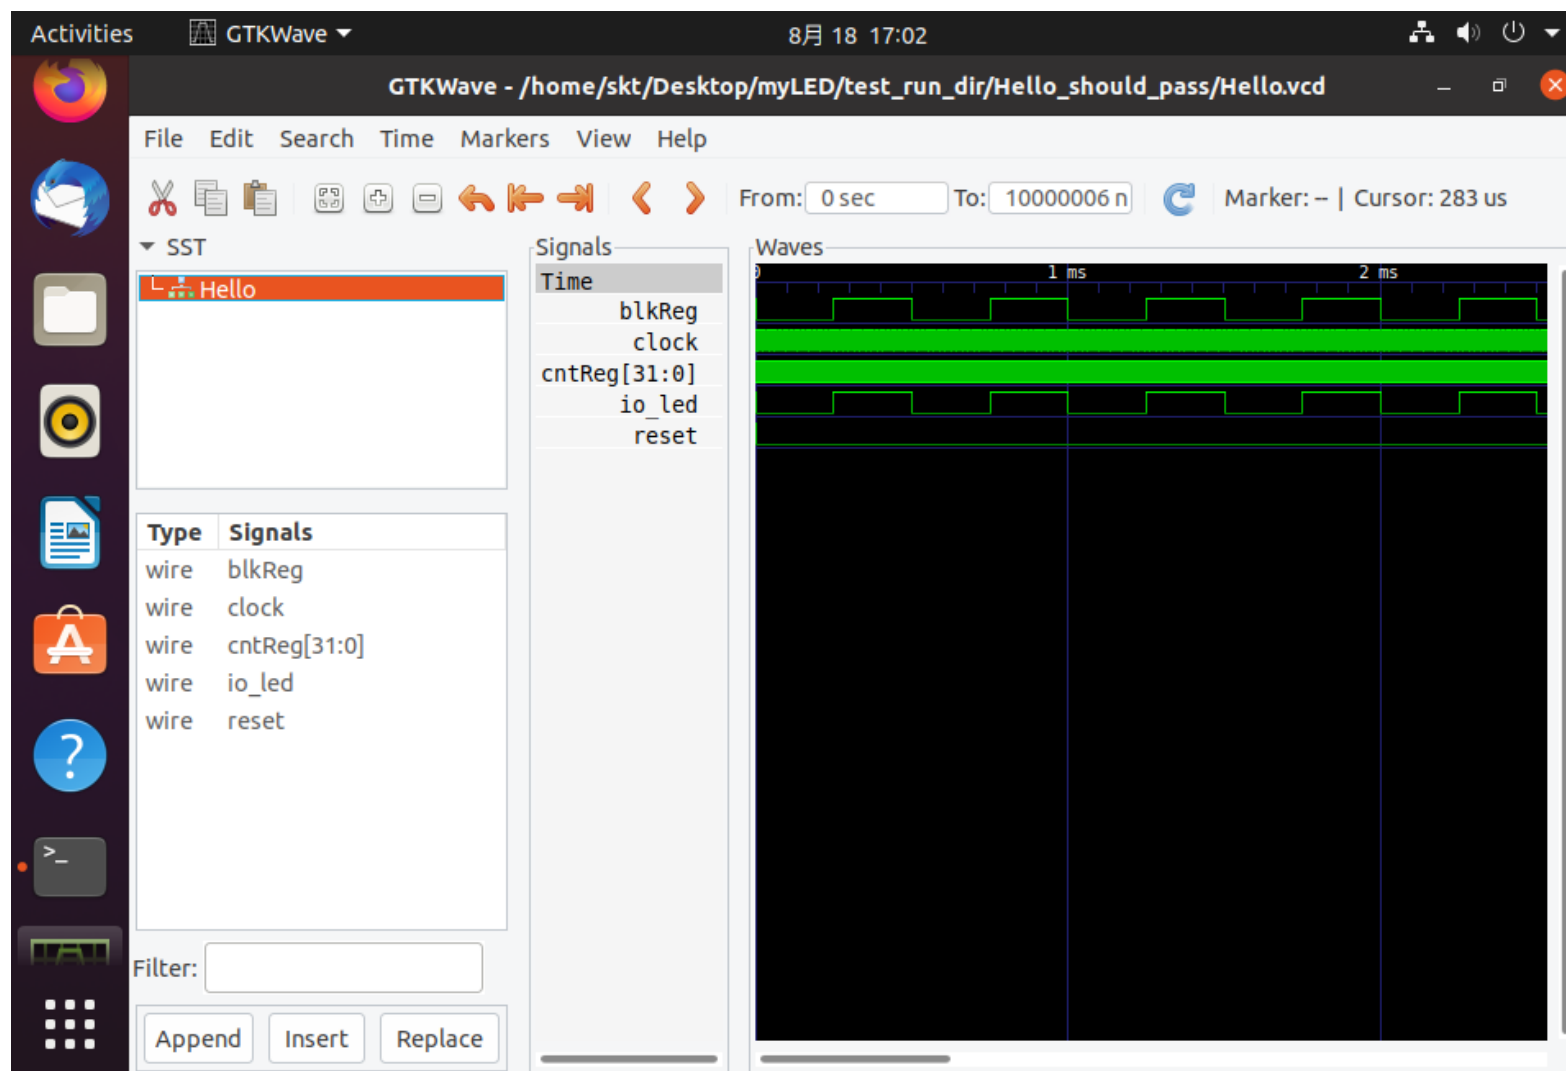 Activities GTKWave 8月 18 17:02
GTKWave - /home/skt/Desktop/myLED/test_run_dir/Hello_should_pass/Hello.vcd
File Edit Search Time Markers View Help
From: 0 sec To: 10000006 n Marker: -- | Cursor: 283 us
SST
Hello
Type Signals
wire blkReg
wire clock
wire cntReg[31:0]
wire io_led
wire reset
Filter:
Append Insert Replace
Signals
Time
blkReg
clock
cntReg[31:0]
io_led
reset
Waves
0 1 ms 2 ms